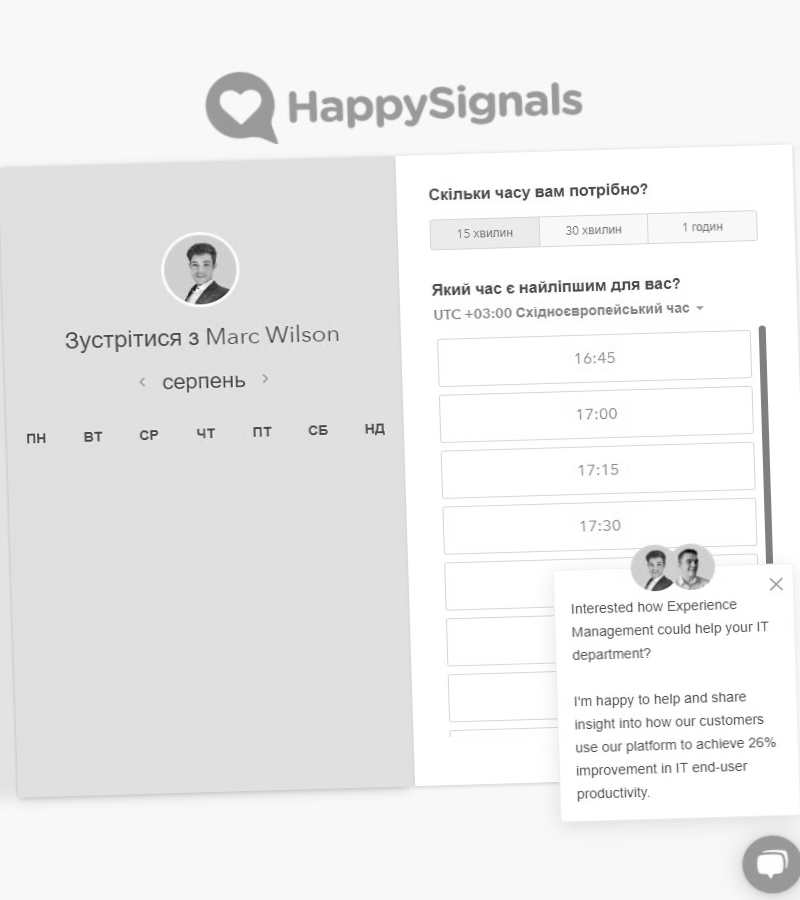 HappySignals
Зустрітися з Marc Wilson
серпень
ПН ВТ СР ЧТ ПТ СБ НД
Скільки часу вам потрібно?
15 хвилин 30 хвилин 1 годин
Який час є найліпшим для вас?
UTC +03:00 Східноєвропейський час
16:45
17:00
17:15
17:30
Interested how Experience
Management could help your IT
department?
I'm happy to help and share
insight into how our customers
use our platform to achieve 26%
improvement in IT end-user
productivity.